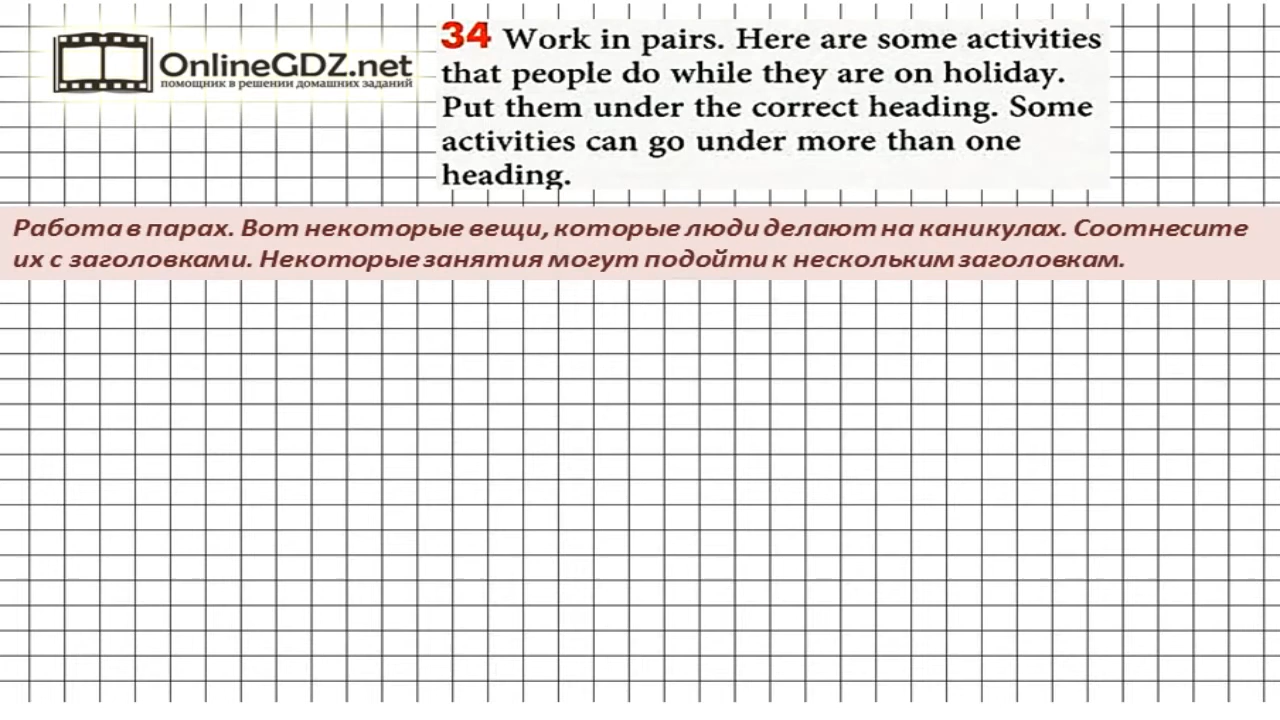 OnlineGDZ.net
помощник в решении домашних заданий
34 Work in pairs. Here are some activities
that people do while they are on holiday.
Put them under the correct heading. Some
activities can go under more than one
heading.
Работа в парах. Вот некоторые вещи, которые люди делают на каникулах. Соотнесите
их с заголовками. Некоторые занятия могут подойти к нескольким заголовкам.